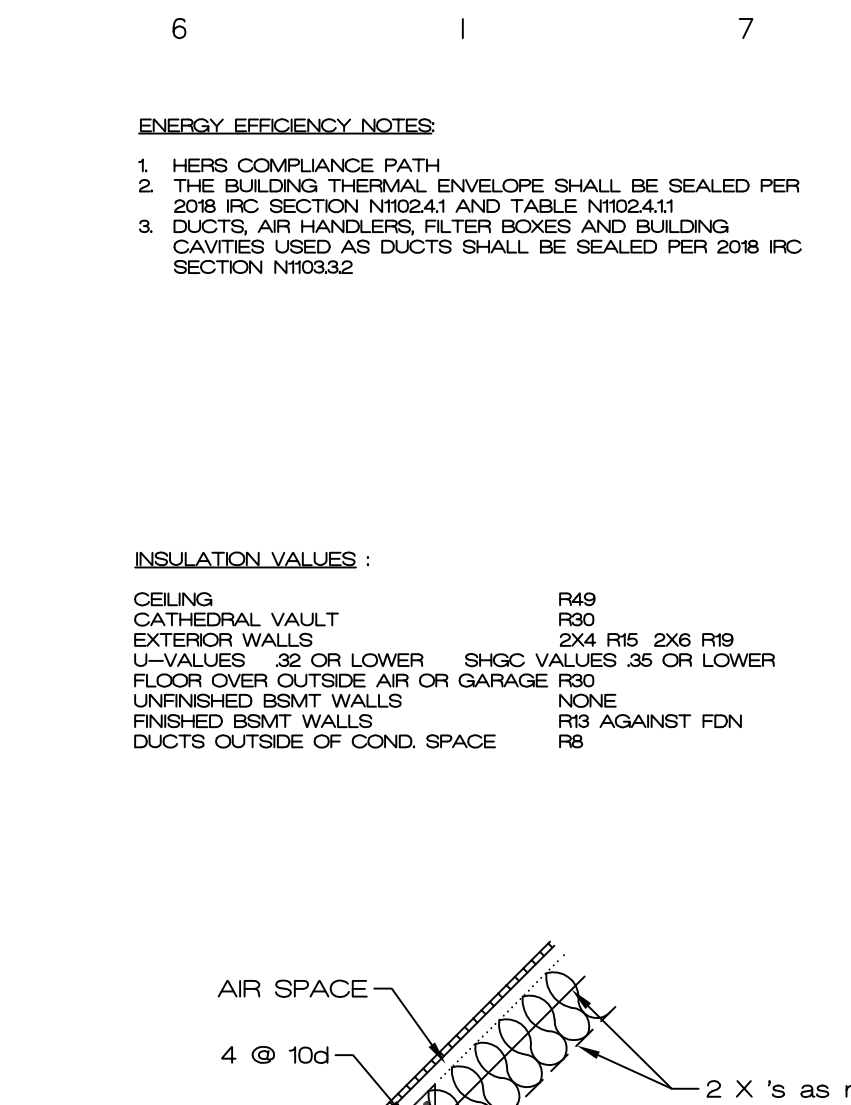 6 | 7
ENERGY EFFICIENCY NOTES:
1. HERS COMPLIANCE PATH
2. THE BUILDING THERMAL ENVELOPE SHALL BE SEALED PER
2018 IRC SECTION N1102.4.1 AND TABLE N1102.4.1.1
3. DUCTS, AIR HANDLERS, FILTER BOXES AND BUILDING
CAVITIES USED AS DUCTS SHALL BE SEALED PER 2018 IRC
SECTION N1103.3.2
INSULATION VALUES :
CEILING R49
CATHEDRAL VAULT R30
EXTERIOR WALLS 2X4 R15 2X6 R19
U-VALUES .32 OR LOWER SHGC VALUES .35 OR LOWER
FLOOR OVER OUTSIDE AIR OR GARAGE R30
UNFINISHED BSMT WALLS NONE
FINISHED BSMT WALLS R13 AGAINST FDN
DUCTS OUTSIDE OF COND. SPACE R8
AIR SPACE
4 @ 10d
2 X 's as